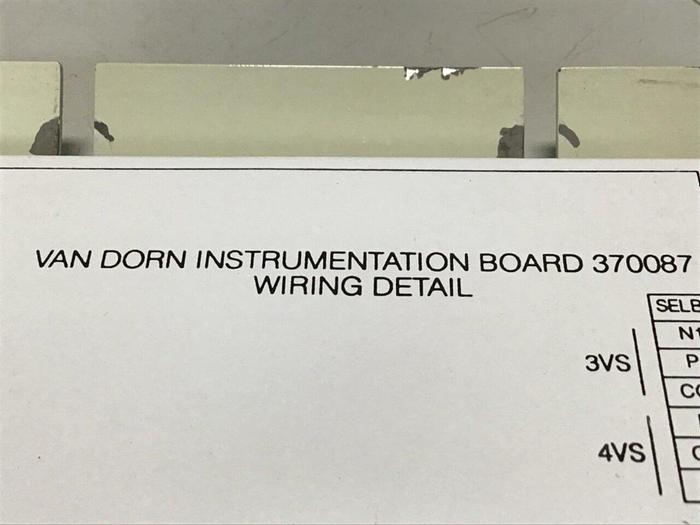 VAN DORN INSTRUMENTATION BOARD 370087
WIRING DETAIL
3VS
4VS